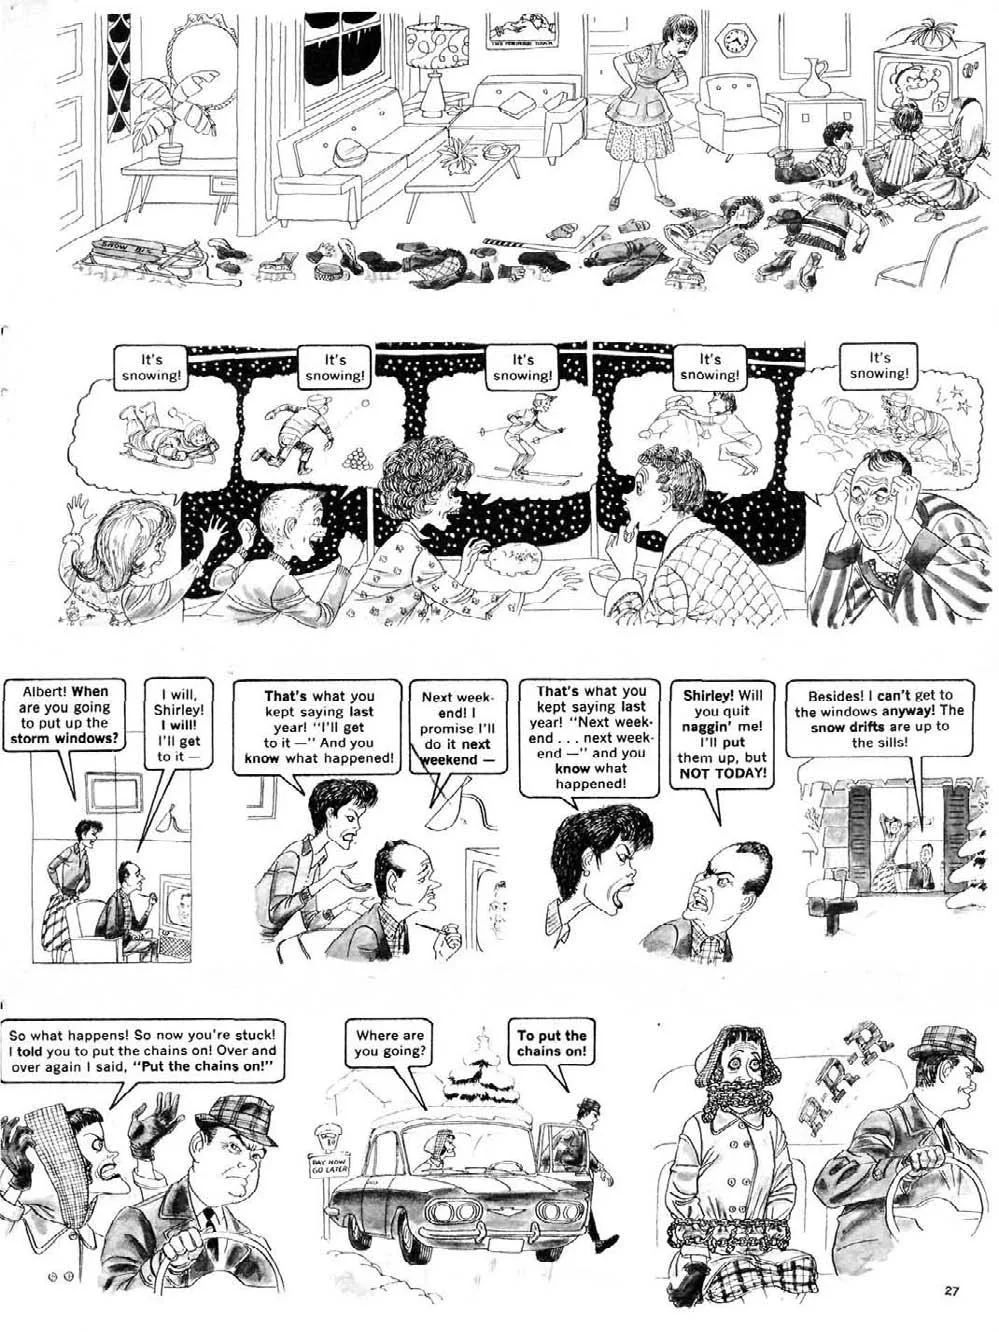 SNOW BIZ
It's
snowing!
It's
snowing!
It's
snowing!
It's
snowing!
It's
snowing!
Albert! When
are you going
to put up the
storm windows?
I will,
Shirley!
I will!
I'll get
to it —
That's what you
kept saying last
year! "I'll get
to it —" And you
know what happened!
Next week-
end! I
promise I'll
do it next
weekend —
That's what you
kept saying last
year! "Next week-
end . . . next week-
end —" and you
know what
happened!
Shirley! Will
you quit
naggin' me!
I'll put
them up, but
NOT TODAY!
Besides! I can't get to
the windows anyway! The
snow drifts are up to
the sills!
So what happens! So now you're stuck!
I told you to put the chains on! Over and
over again I said, "Put the chains on!"
Where are
you going?
To put the
chains on!
PAY NOW
GO LATER
R-R-R-R
27